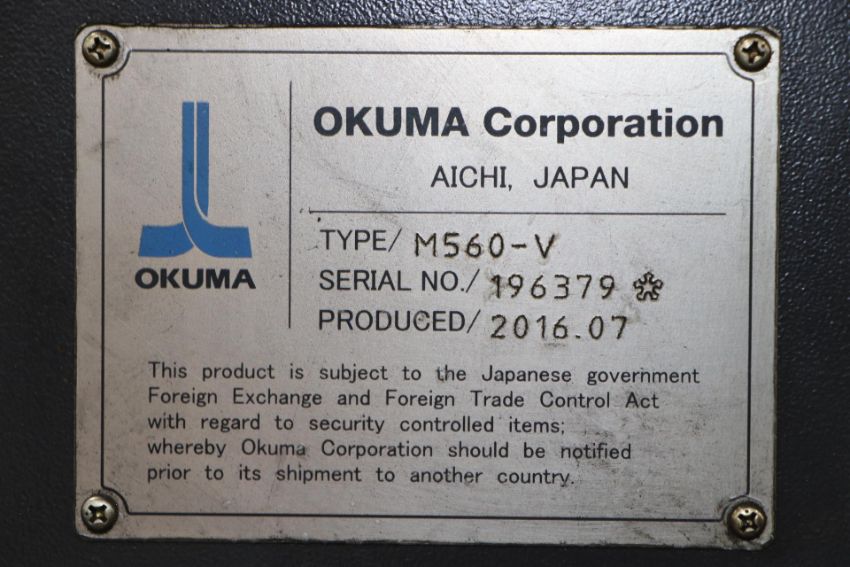 OKUMA Corporation
AICHI, JAPAN
OKUMA
TYPE/ M560-V
SERIAL NO./ 196379
PRODUCED/ 2016.07
This product is subject to the Japanese government
Foreign Exchange and Foreign Trade Control Act
with regard to security controlled items;
whereby Okuma Corporation should be notified
prior to its shipment to another country.